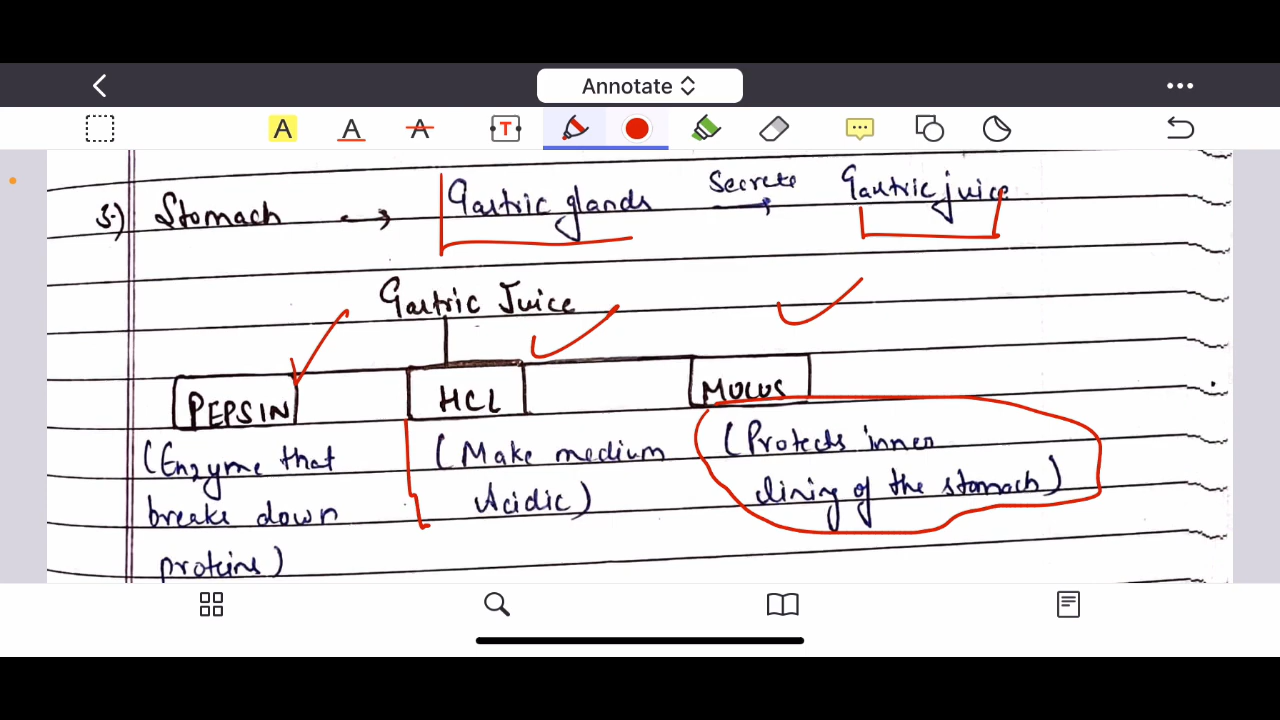 Annotate
A A A T
3.) Stomach → Gastric glands Secrete → Gastric juice
Gastric Juice
PEPSIN HCL MUCUS
(Enzyme that (Make medium (Protects inner
breaks down Acidic) lining of the stomach)
proteins)